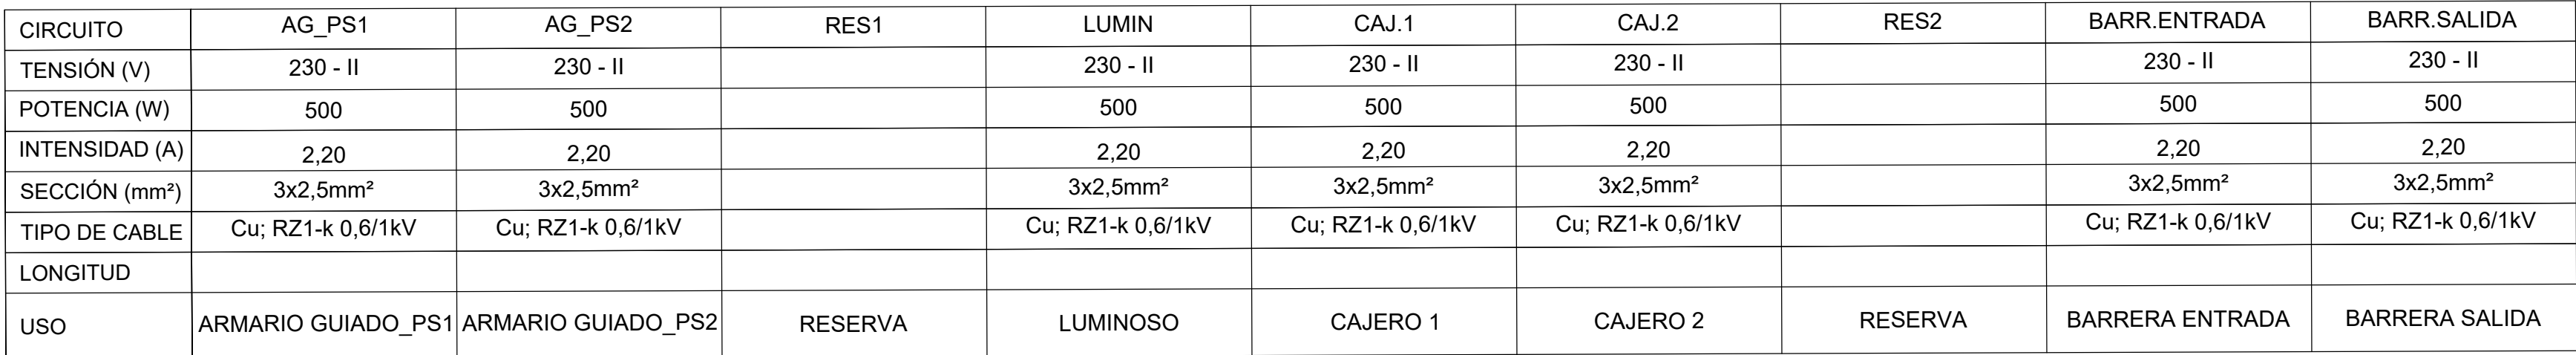 CIRCUITO AG_PS1 AG_PS2 RES1 LUMIN CAJ.1 CAJ.2 RES2 BARR.ENTRADA BARR.SALIDA
TENSIÓN (V) 230 - II 230 - II 230 - II 230 - II 230 - II 230 - II 230 - II
POTENCIA (W) 500 500 500 500 500 500 500
INTENSIDAD (A) 2,20 2,20 2,20 2,20 2,20 2,20 2,20
SECCIÓN (mm²) 3x2,5mm² 3x2,5mm² 3x2,5mm² 3x2,5mm² 3x2,5mm² 3x2,5mm² 3x2,5mm²
TIPO DE CABLE Cu; RZ1-k 0,6/1kV Cu; RZ1-k 0,6/1kV Cu; RZ1-k 0,6/1kV Cu; RZ1-k 0,6/1kV Cu; RZ1-k 0,6/1kV Cu; RZ1-k 0,6/1kV Cu; RZ1-k 0,6/1kV
LONGITUD
USO ARMARIO GUIADO_PS1 ARMARIO GUIADO_PS2 RESERVA LUMINOSO CAJERO 1 CAJERO 2 RESERVA BARRERA ENTRADA BARRERA SALIDA